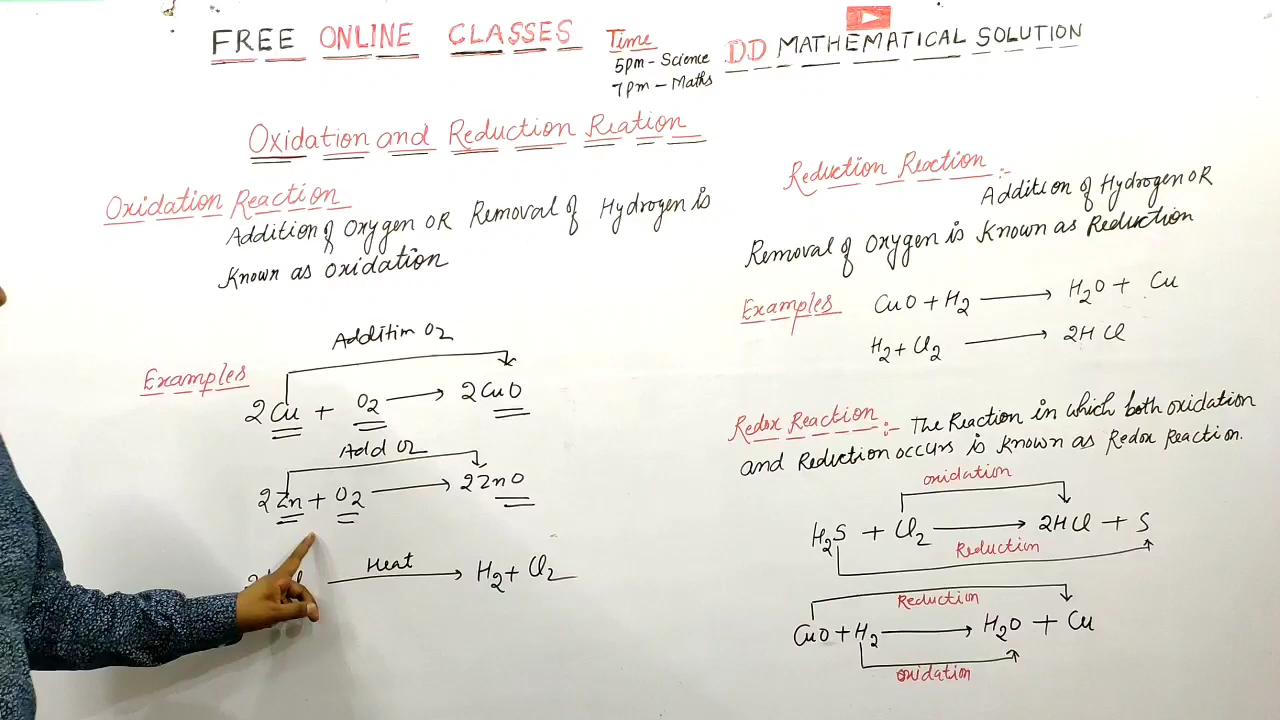 FREE ONLINE CLASSES
Time
5pm - Science
7pm - Maths
DD MATHEMATICAL SOLUTION
Oxidation and Reduction Reation
Oxidation Reaction
Addition of Oxygen OR Removal of Hydrogen is
Known as Oxidation
Examples
Additim O2
2Cu + O2 ⟶ 2CuO
Add O2
2Zn + O2 ⟶ 2ZnO
Heat
⟶ H2 + Cl2
Reduction Reaction :-
Addition of Hydrogen OR
Removal of Oxygen is Known as Reduction
Examples
CuO + H2 ⟶ H2O + Cu
H2 + Cl2 ⟶ 2HCl
Redox Reaction :- The Reaction in which both oxidation
and Reduction occurs is known as Redox Reaction.
oxidation
H2S + Cl2 ⟶ 2HCl + S
Reduction
Reduction
CuO + H2 ⟶ H2O + Cu
oxidation